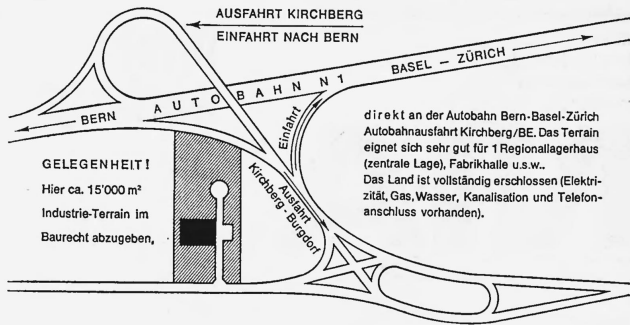 AUSFAHRT KIRCHBERG
EINFAHRT NACH BERN
BERN
AUTOBAHN N1
BASEL – ZÜRICH
Einfahrt
Ausfahrt
Kirchberg-Burgdorf
GELEGENHEIT!
Hier ca. 15'000 m²
Industrie-Terrain im
Baurecht abzugeben,
direkt an der Autobahn Bern-Basel-Zürich
Autobahnausfahrt Kirchberg/BE. Das Terrain
eignet sich sehr gut für 1 Regionallagerhaus
(zentrale Lage), Fabrikhalle u.s.w..
Das Land ist vollständig erschlossen (Elektri-
zität, Gas, Wasser, Kanalisation und Telefon-
anschluss vorhanden).